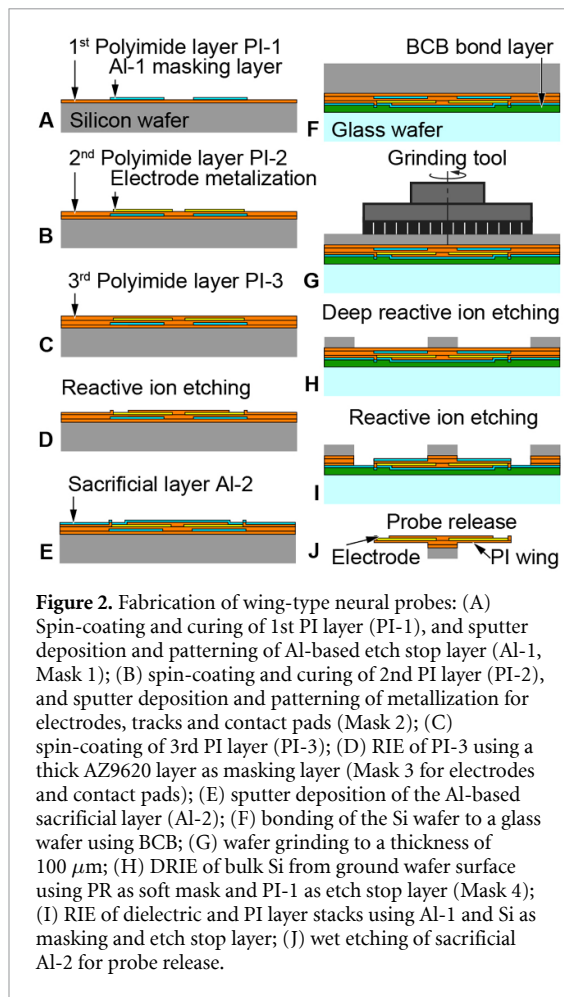 1st Polyimide layer PI-1
Al-1 masking layer
A
Silicon wafer
2nd Polyimide layer PI-2
Electrode metalization
B
3rd Polyimide layer PI-3
C
Reactive ion etching
D
Sacrificial layer Al-2
E
BCB bond layer
F
Glass wafer
Grinding tool
G
Deep reactive ion etching
H
Reactive ion etching
I
Probe release
J
Electrode
PI wing
Figure 2. Fabrication of wing-type neural probes: (A)
Spin-coating and curing of 1st PI layer (PI-1), and sputter
deposition and patterning of Al-based etch stop layer (Al-1,
Mask 1); (B) spin-coating and curing of 2nd PI layer (PI-2),
and sputter deposition and patterning of metallization for
electrodes, tracks and contact pads (Mask 2); (C)
spin-coating of 3rd PI layer (PI-3); (D) RIE of PI-3 using a
thick AZ9620 layer as masking layer (Mask 3 for electrodes
and contact pads); (E) sputter deposition of the Al-based
sacrificial layer (Al-2); (F) bonding of the Si wafer to a glass
wafer using BCB; (G) wafer grinding to a thickness of
100 μm; (H) DRIE of bulk Si from ground wafer surface
using PR as soft mask and PI-1 as etch stop layer (Mask 4);
(I) RIE of dielectric and PI layer stacks using Al-1 and Si as
masking and etch stop layer; (J) wet etching of sacrificial
Al-2 for probe release.